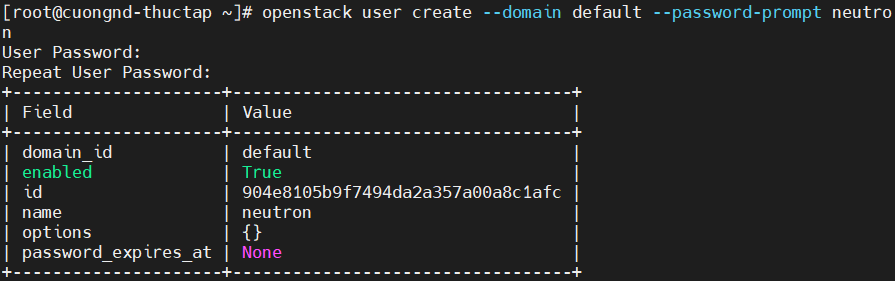 [root@cuongnd-thuctap ~]# openstack user create --domain default --password-prompt neutro
n
User Password:
Repeat User Password:
+---------------------+----------------------------------+
| Field               | Value                            |
+---------------------+----------------------------------+
| domain_id           | default                          |
| enabled             | True                             |
| id                  | 904e8105b9f7494da2a357a00a8c1afc |
| name                | neutron                          |
| options             | {}                               |
| password_expires_at | None                             |
+---------------------+----------------------------------+